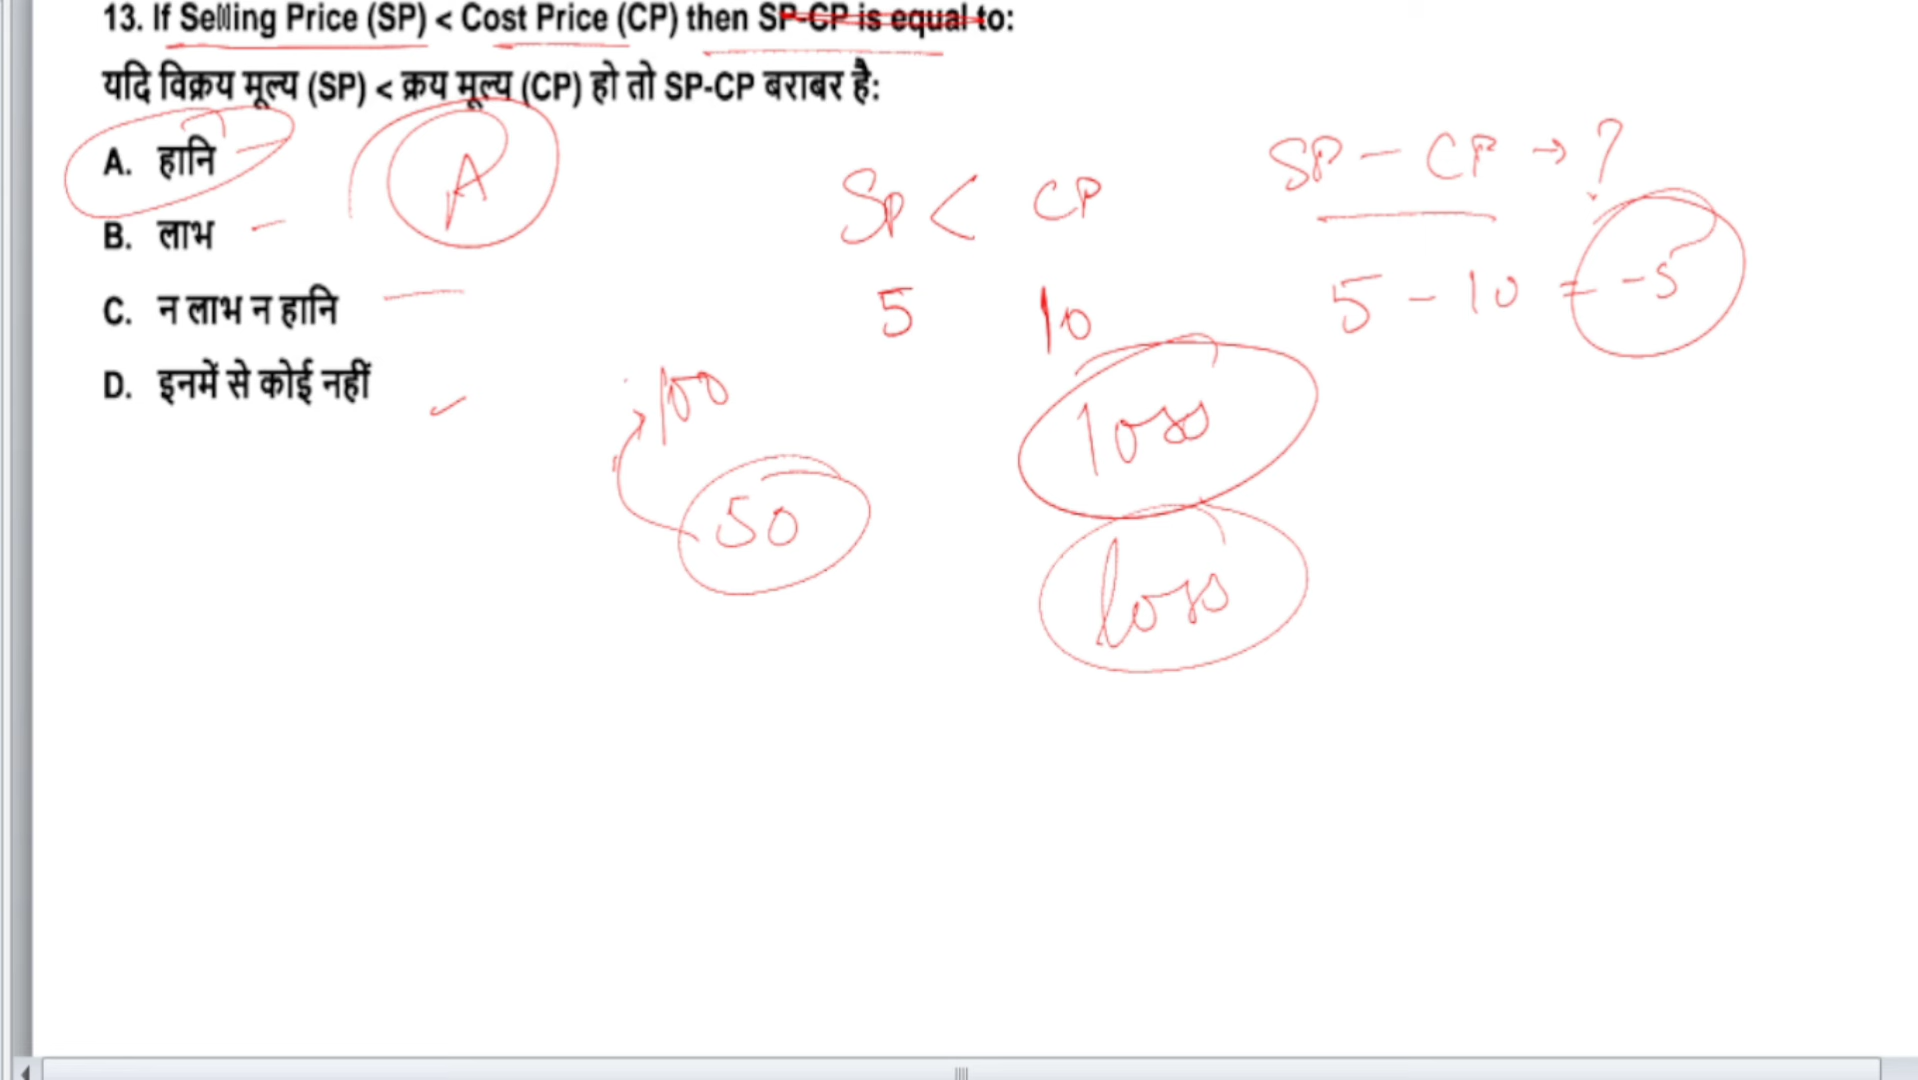 13. If Selling Price (SP) < Cost Price (CP) then SP-CP is equal to:
यदि विक्रय मूल्य (SP) < क्रय मूल्य (CP) हो तो SP-CP बराबर है:
A. हानि
B. लाभ
C. न लाभ न हानि
D. इनमें से कोई नहीं
A
SP < CP
5 10
SP - CP → ?
5 - 10 = -5
100
50
loss
loss